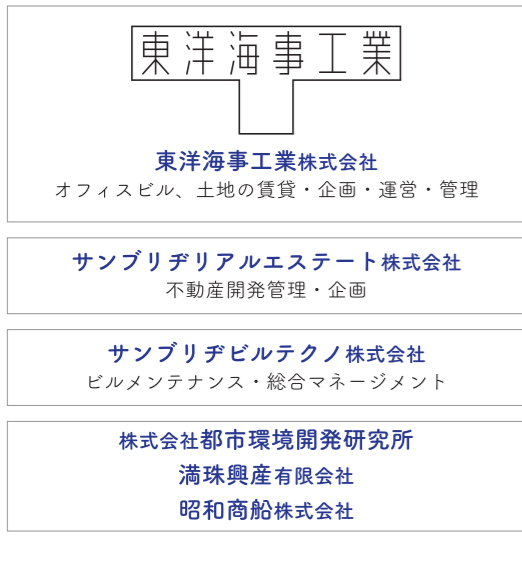 東洋海事工業
東洋海事工業株式会社
オフィスビル、土地の賃貸・企画・運営・管理
サンブリヂリアルエステート株式会社
不動産開発管理・企画
サンブリヂビルテクノ株式会社
ビルメンテナンス・総合マネージメント
株式会社都市環境開発研究所
満珠興産有限会社
昭和商船株式会社